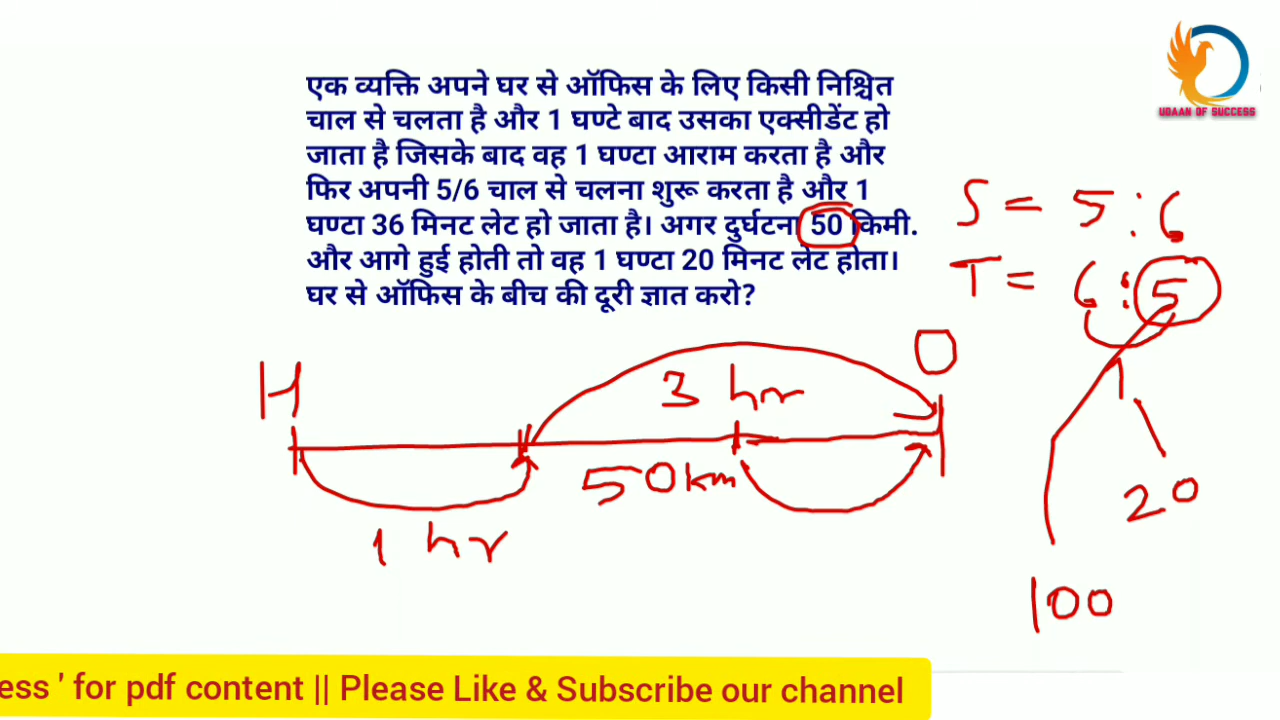 UDAAN OF SUCCESS
एक व्यक्ति अपने घर से ऑफिस के लिए किसी निश्चित
चाल से चलता है और 1 घण्टे बाद उसका एक्सीडेंट हो
जाता है जिसके बाद वह 1 घण्टा आराम करता है और
फिर अपनी 5/6 चाल से चलना शुरू करता है और 1
घण्टा 36 मिनट लेट हो जाता है। अगर दुर्घटना 50 किमी.
और आगे हुई होती तो वह 1 घण्टा 20 मिनट लेट होता।
घर से ऑफिस के बीच की दूरी ज्ञात करो?
S = 5 : 6
T = 6 : 5
1
20
100
H
O
3 hr
50km
1 hr
ess ' for pdf content || Please Like & Subscribe our channel